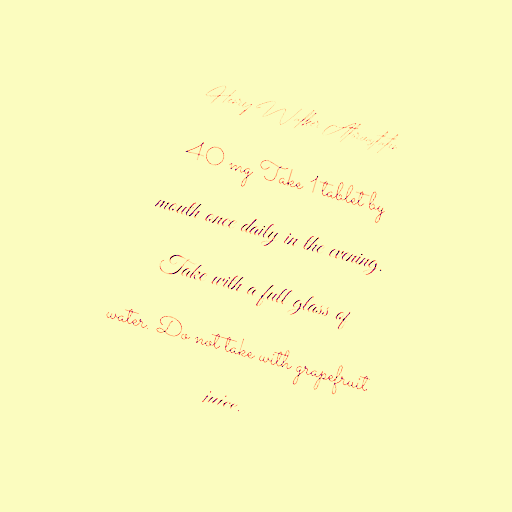 Henry
40 mg Take 1 tablet by
mouth once daily in the evening.
Take with a full glass of
water. Do not take with grapefruit
juice.